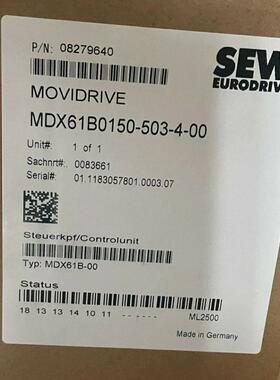 P/N: 08279640
SEW
EURODRIVE
MOVIDRIVE
MDX61B0150-503-4-00
Unit#: 1 of 1
Sachnrt#: 0083661
Serial#: 01.1183057801.0003.07
Steuerkpf/Controlunit
Typ: MDX61B-00
Status
18 13 13 14 10 11 -- -- -- ML2500
Made in Germany